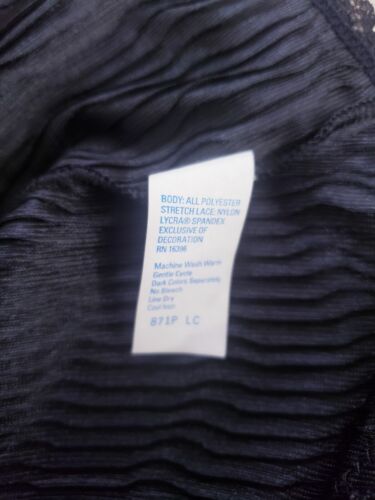 BODY: ALL POLYESTER
STRETCH LACE: NYLON
LYCRA® SPANDEX
EXCLUSIVE OF
DECORATION
RN 16396
Machine Wash Warm
Gentle Cycle
Dark Colors Separately
No Bleach
Low Dry
Cool Iron
871P LC